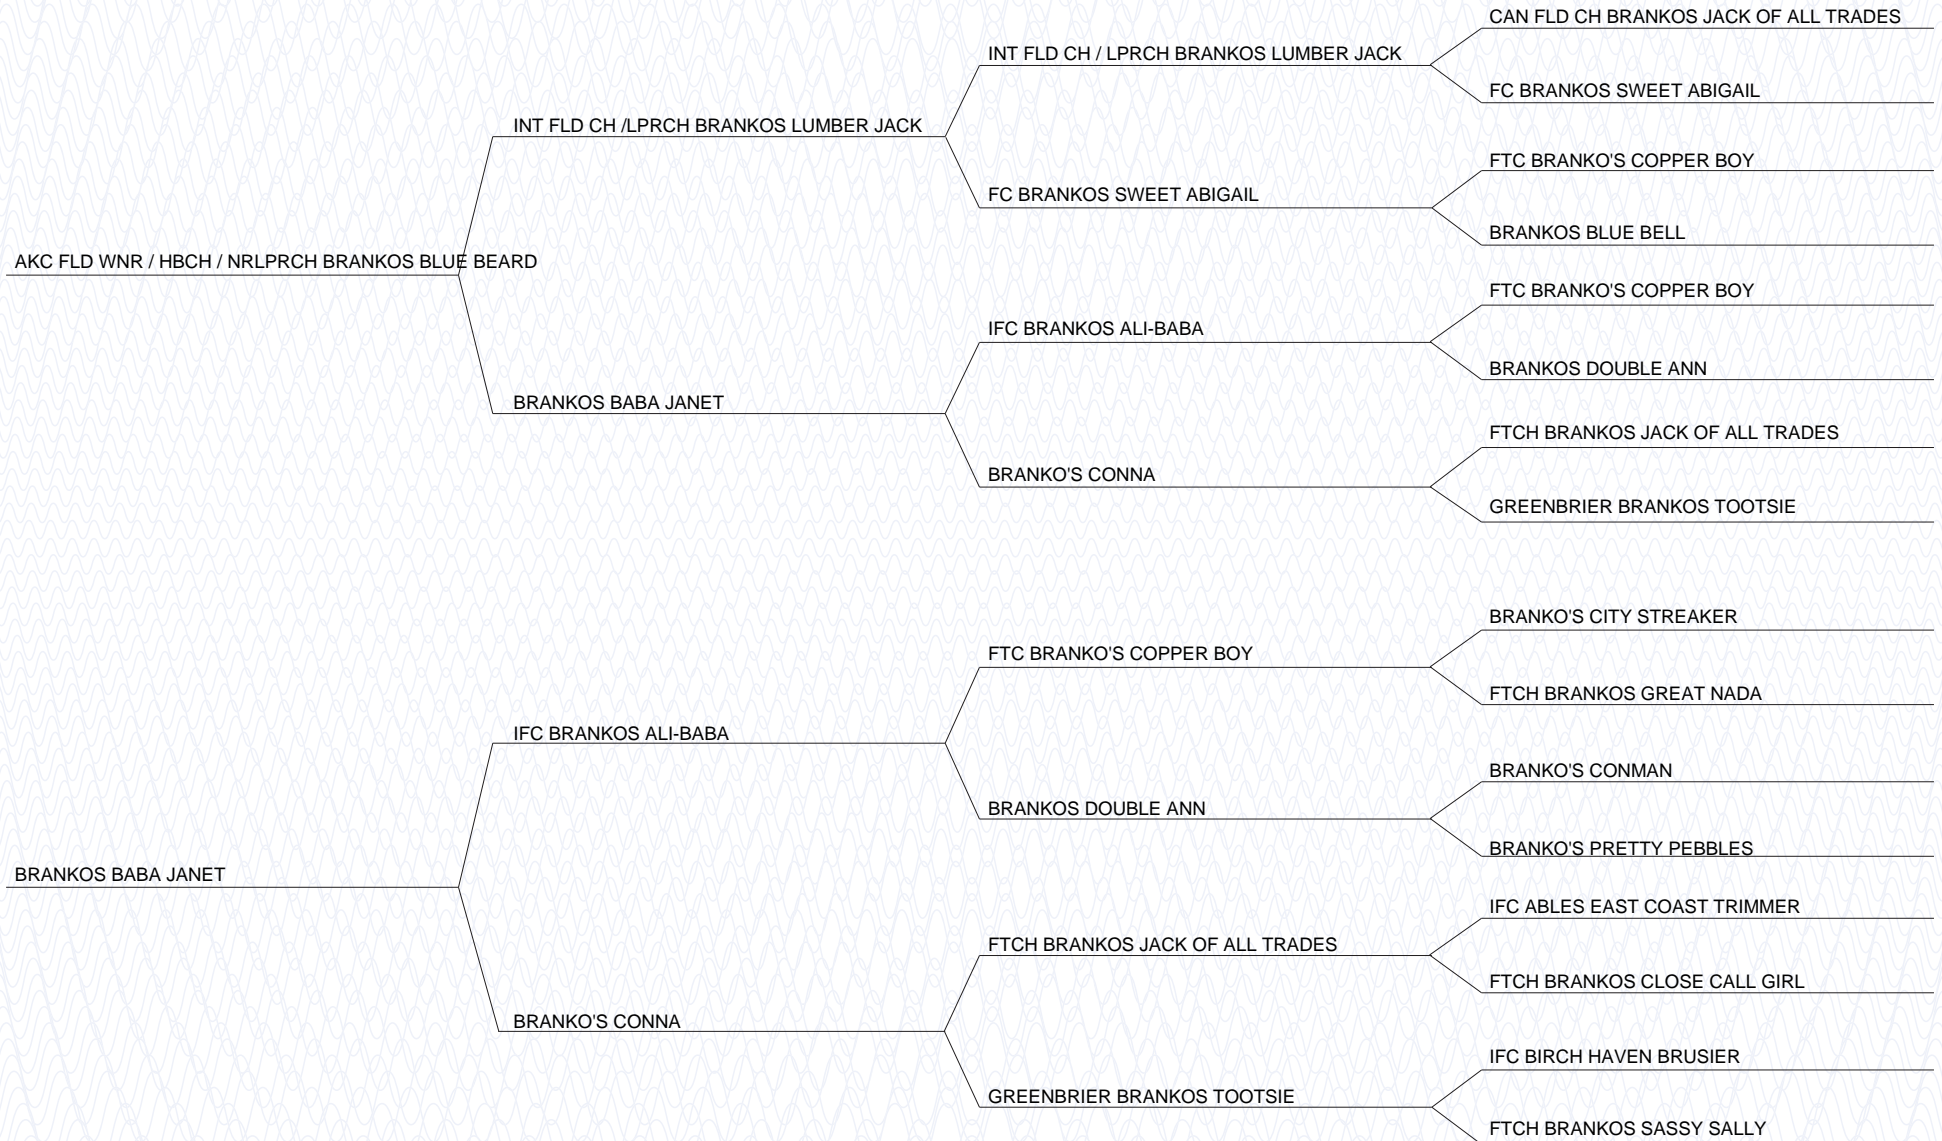 CAN FLD CH BRANKOS JACK OF ALL TRADES
INT FLD CH / LPRCH BRANKOS LUMBER JACK
FC BRANKOS SWEET ABIGAIL
INT FLD CH /LPRCH BRANKOS LUMBER JACK
FTC BRANKO'S COPPER BOY
FC BRANKOS SWEET ABIGAIL
BRANKOS BLUE BELL
AKC FLD WNR / HBCH / NRLPRCH BRANKOS BLUE BEARD
FTC BRANKO'S COPPER BOY
IFC BRANKOS ALI-BABA
BRANKOS DOUBLE ANN
BRANKOS BABA JANET
FTCH BRANKOS JACK OF ALL TRADES
BRANKO'S CONNA
GREENBRIER BRANKOS TOOTSIE
BRANKO'S CITY STREAKER
FTC BRANKO'S COPPER BOY
FTCH BRANKOS GREAT NADA
IFC BRANKOS ALI-BABA
BRANKO'S CONMAN
BRANKOS DOUBLE ANN
BRANKO'S PRETTY PEBBLES
BRANKOS BABA JANET
IFC ABLES EAST COAST TRIMMER
FTCH BRANKOS JACK OF ALL TRADES
FTCH BRANKOS CLOSE CALL GIRL
BRANKO'S CONNA
IFC BIRCH HAVEN BRUSIER
GREENBRIER BRANKOS TOOTSIE
FTCH BRANKOS SASSY SALLY